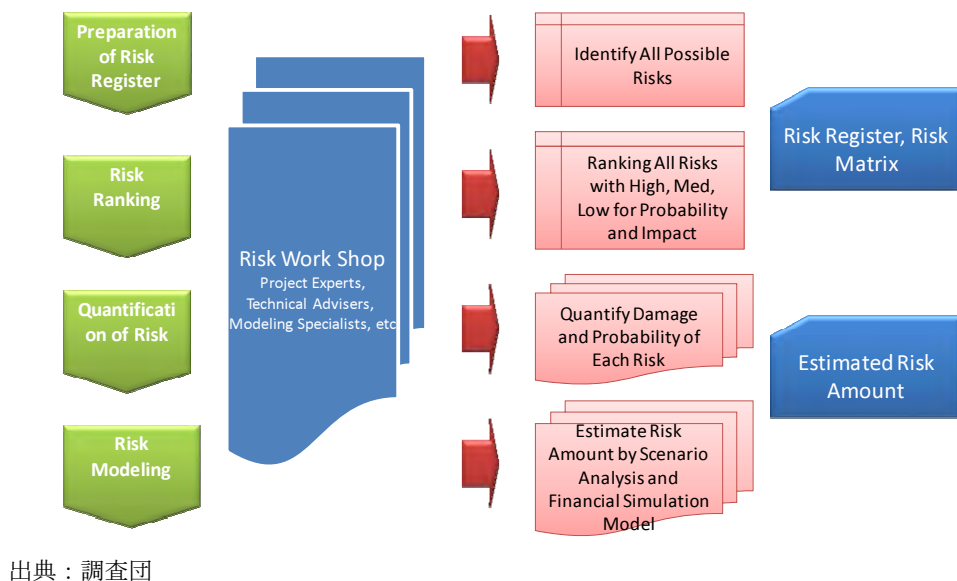 Preparation
of Risk
Register
Risk
Ranking
Quantificati
on of Risk
Risk
Modeling
Risk Work Shop
Project Experts,
Technical Advisers,
Modeling Specialists, etc
Identify All Possible
Risks
Ranking All Risks
with High, Med,
Low for Probability
and Impact
Quantify Damage
and Probability of
Each Risk
Estimate Risk
Amount by Scenario
Analysis and
Financial Simulation
Model
Risk Register, Risk
Matrix
Estimated Risk
Amount
出典：調査団